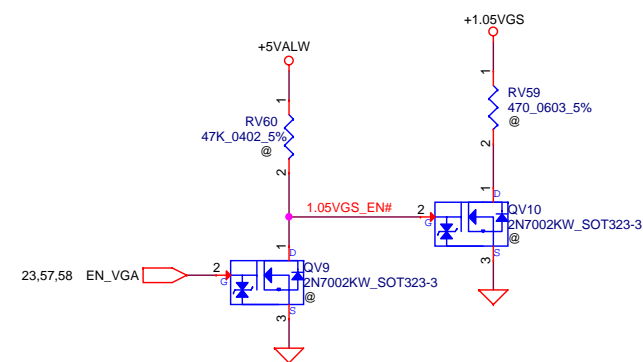 +1.05VGS
+5VALW
1
1
RV59
470_0603_5%
@
RV60
47K_0402_5%
@
2
2
1.05VGS_EN#
2
G
1
D
S
3
QV10
2N7002KW_SOT323-3
@
23,57,58 EN_VGA
2
G
1
D
S
3
QV9
2N7002KW_SOT323-3
@